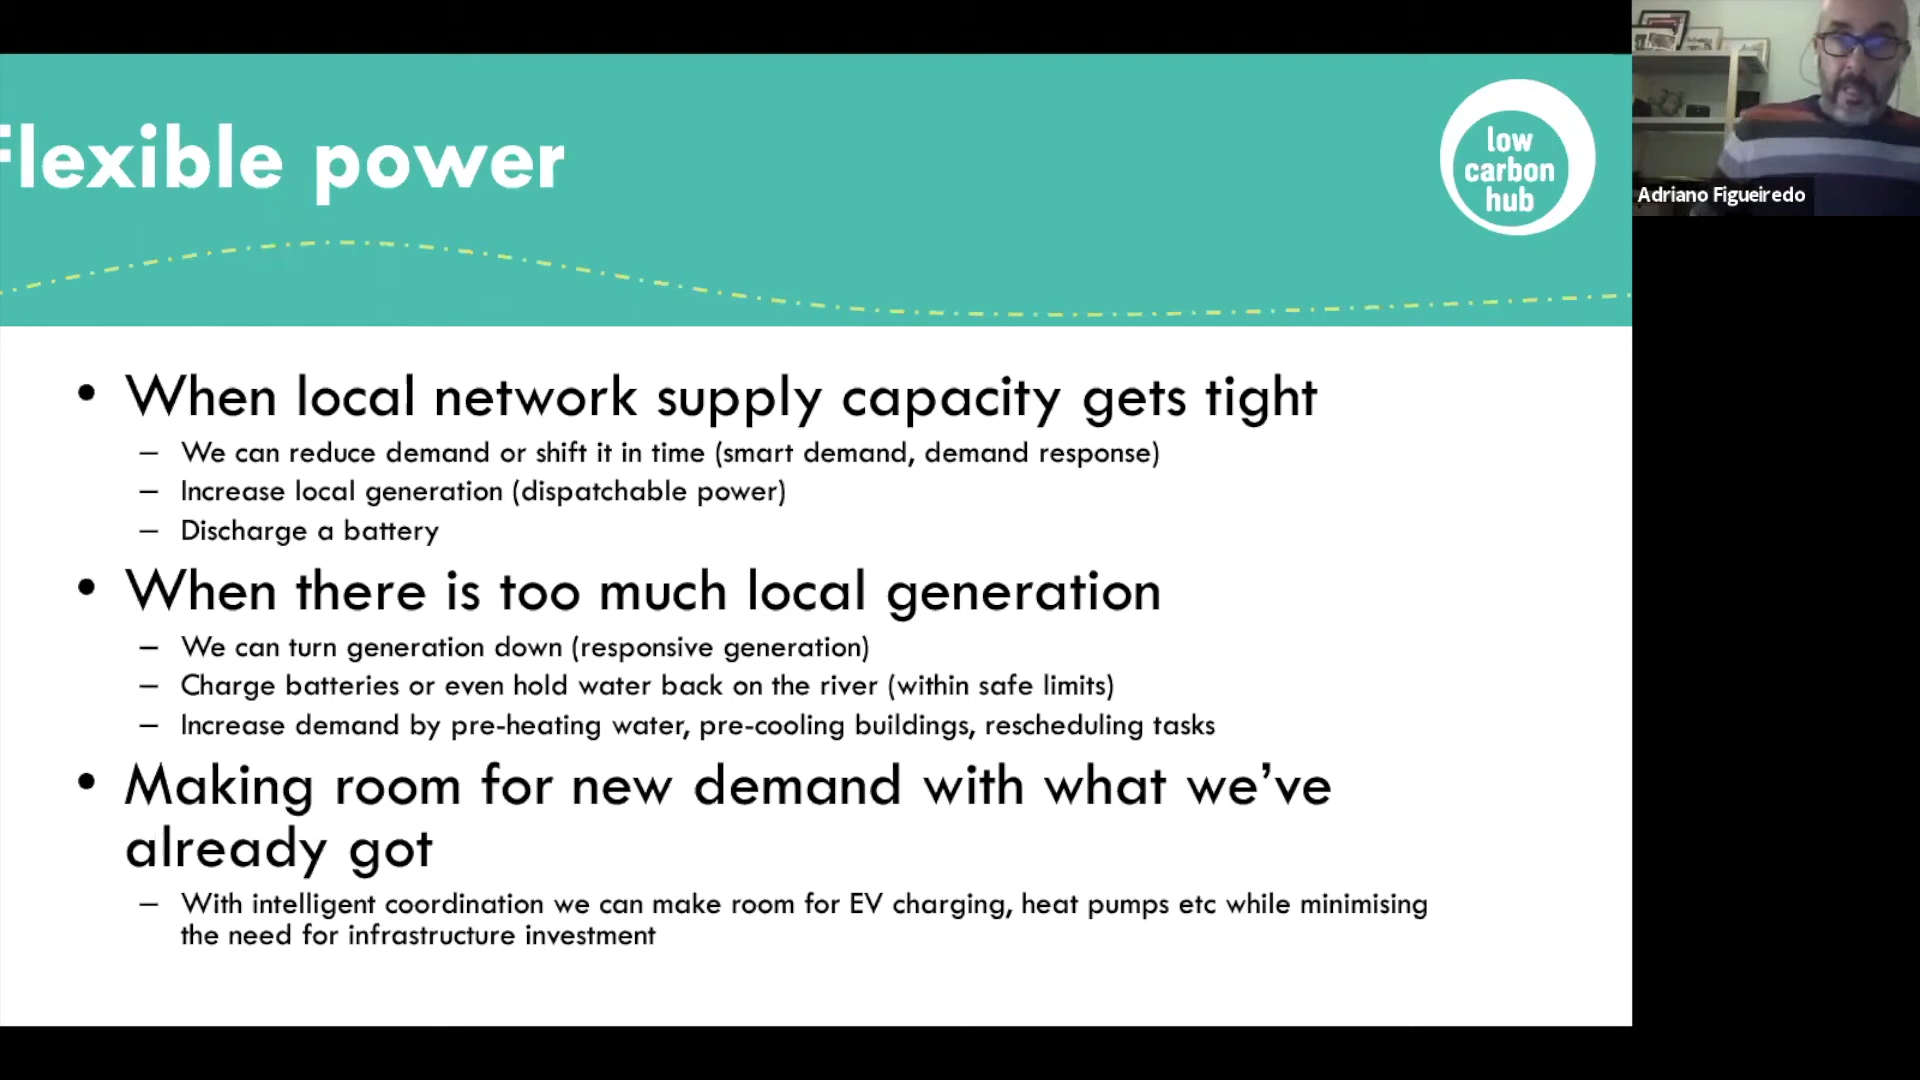 Flexible power
low
carbon
hub
Adriano Figueiredo
• When local network supply capacity gets tight
– We can reduce demand or shift it in time (smart demand, demand response)
– Increase local generation (dispatchable power)
– Discharge a battery
• When there is too much local generation
– We can turn generation down (responsive generation)
– Charge batteries or even hold water back on the river (within safe limits)
– Increase demand by pre-heating water, pre-cooling buildings, rescheduling tasks
• Making room for new demand with what we’ve
already got
– With intelligent coordination we can make room for EV charging, heat pumps etc while minimising
the need for infrastructure investment